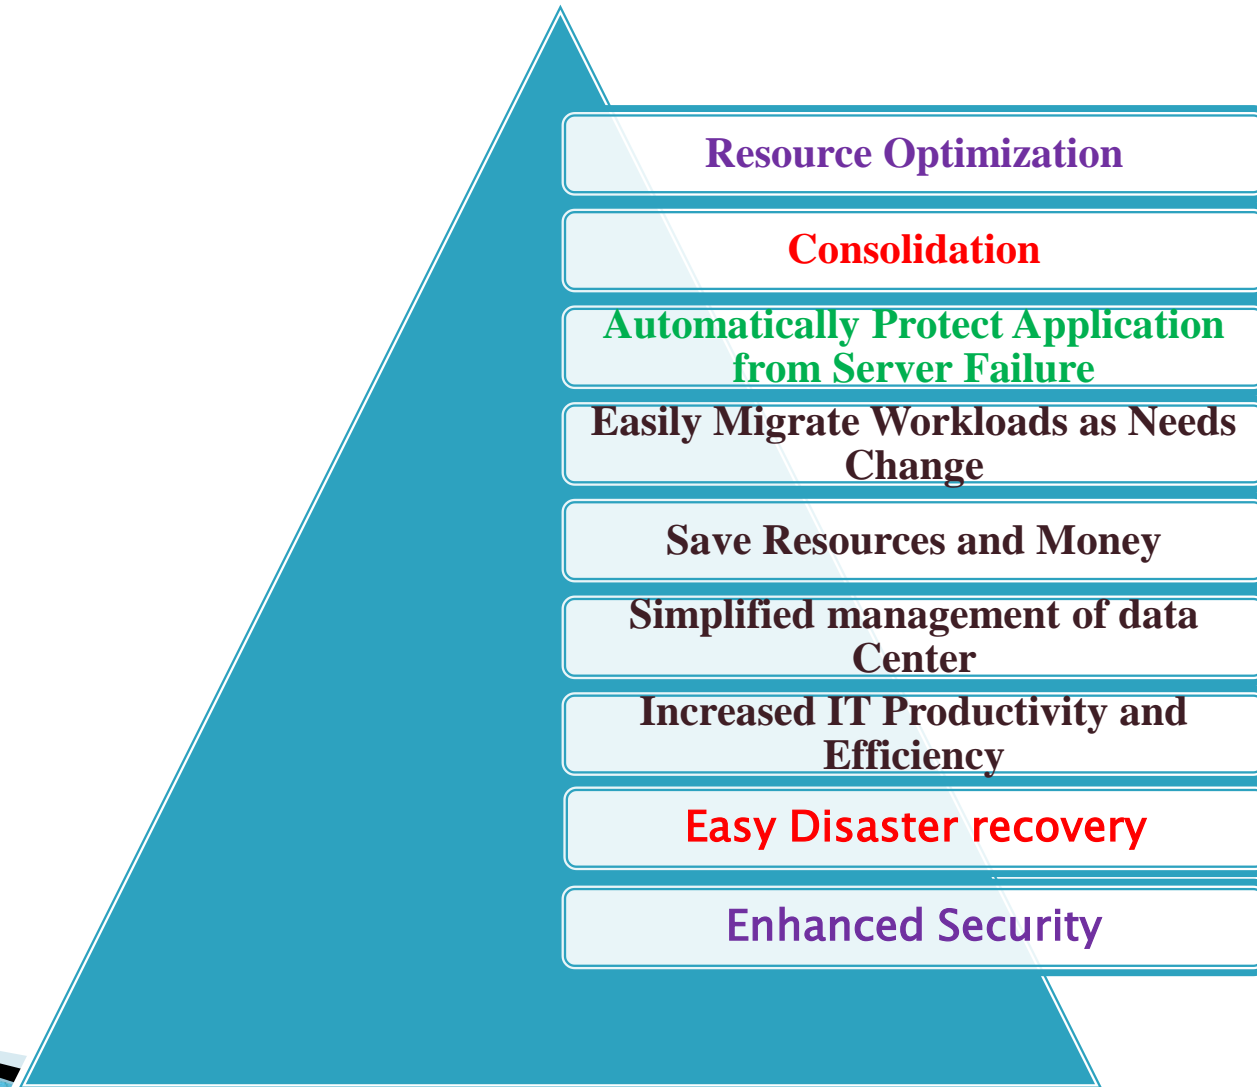 Resource Optimization
Consolidation
Automatically Protect Application
from Server Failure
Easily Migrate Workloads as Needs
Change
Save Resources and Money
Simplified management of data
Center
Increased IT Productivity and
Efficiency
Easy Disaster recovery
Enhanced Security